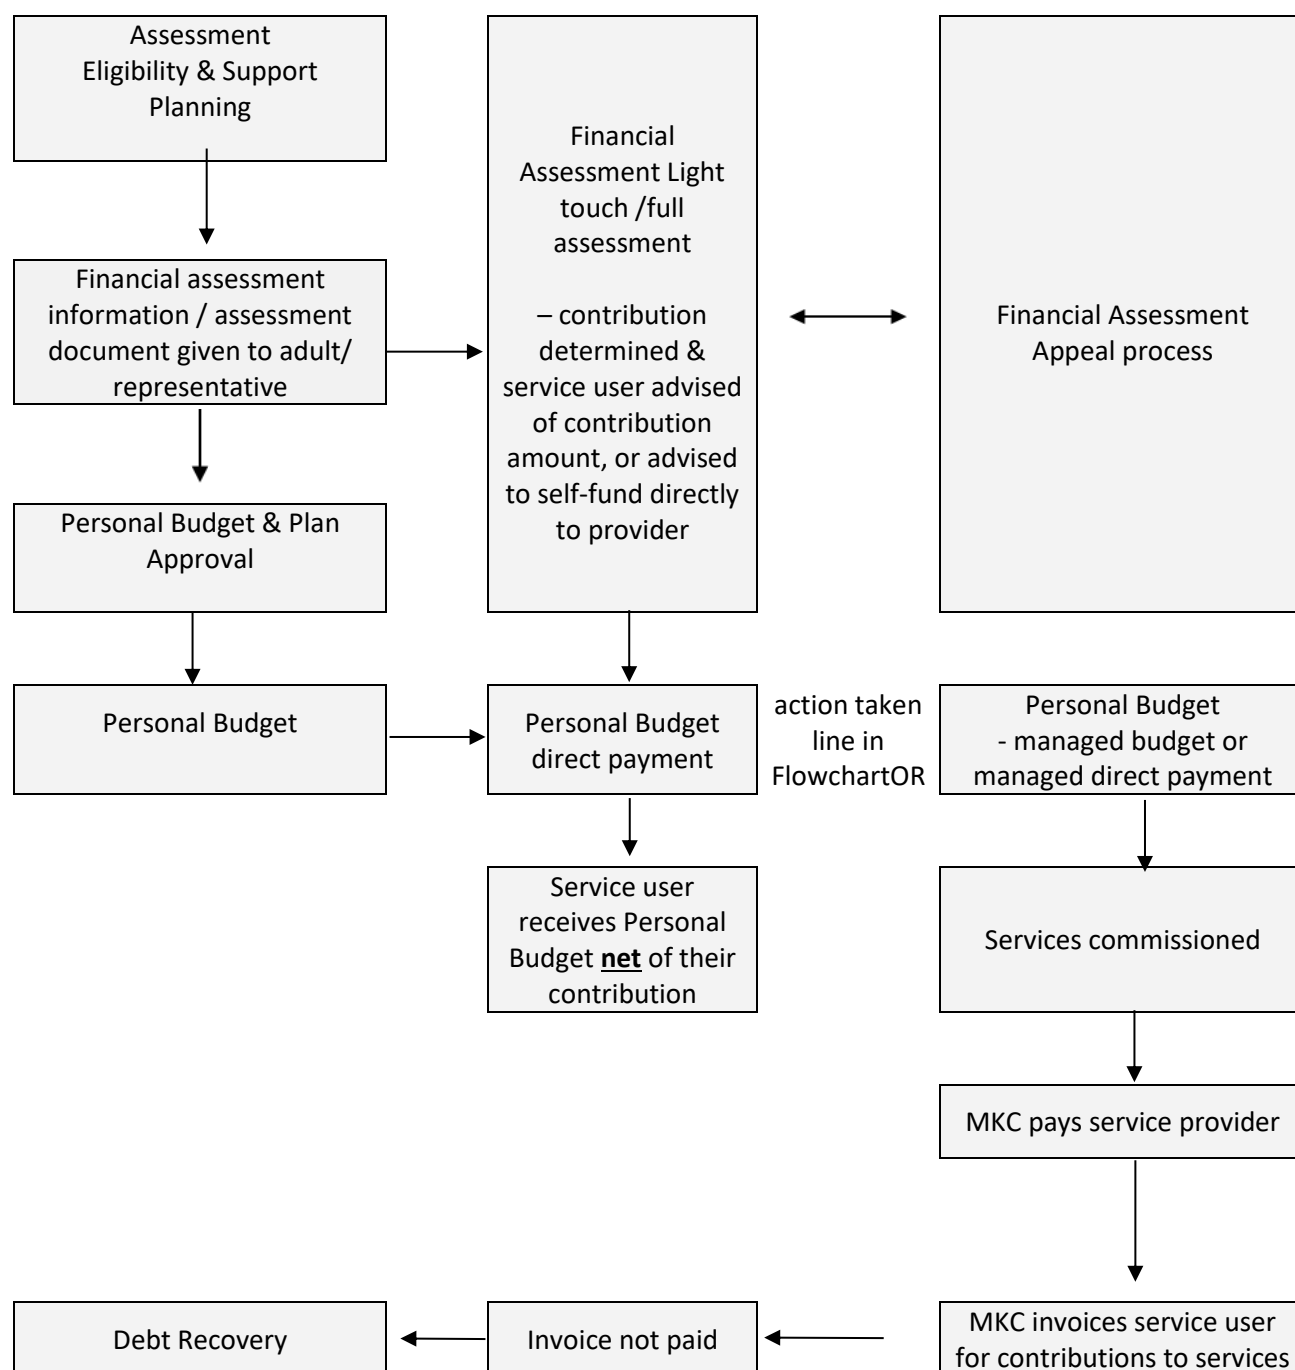 Assessment
Eligibility & Support
Planning
Financial assessment
information / assessment
document given to adult/
representative
Financial
Assessment Light
touch /full
assessment
– contribution
determined &
service user advised
of contribution
amount, or advised
to self-fund directly
to provider
Financial Assessment
Appeal process
Personal Budget & Plan
Approval
Personal Budget
Personal Budget
direct payment
action taken
line in
FlowchartOR
Personal Budget
- managed budget or
managed direct payment
Service user
receives Personal
Budget net of their
contribution
Services commissioned
MKC pays service provider
MKC invoices service user
for contributions to services
Invoice not paid
Debt Recovery